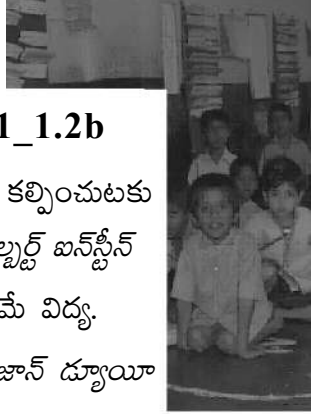 1_1.2b
కల్పించుటకు
ల్బర్ట్ ఐన్‌స్టీన్
మే విద్య.
జాన్ డ్యూయీ